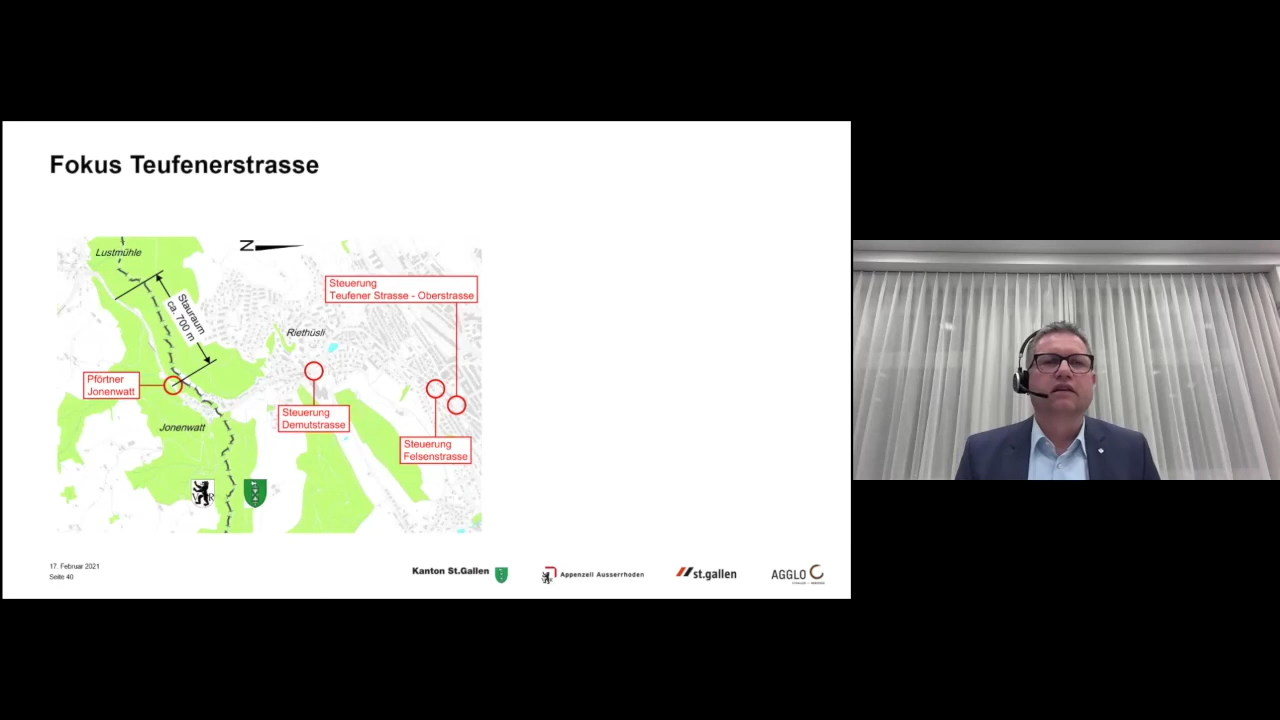 Fokus Teufenerstrasse
Lustmühle
N
Stauraum
ca. 700 m
Steuerung
Teufener Strasse - Oberstrasse
Riethüsli
Pförtner
Jonenwatt
Steuerung
Demutstrasse
Jonenwatt
Steuerung
Felsenstrasse
17. Februar 2021
Seite 40
Kanton St.Gallen
Appenzell Ausserrhoden
st.gallen
AGGLO